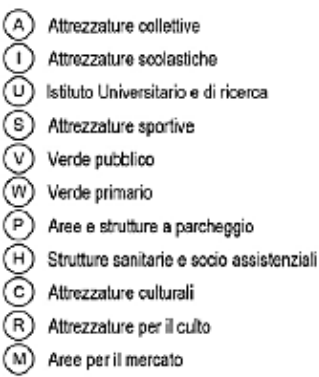 A Attrezzature collettive
I Attrezzature scolastiche
U Istituto Universitario e di ricerca
S Attrezzature sportive
V Verde pubblico
W Verde primario
P Aree e strutture a parcheggio
H Strutture sanitarie e socio assistenziali
C Attrezzature culturali
R Attrezzature per il culto
M Aree per il mercato